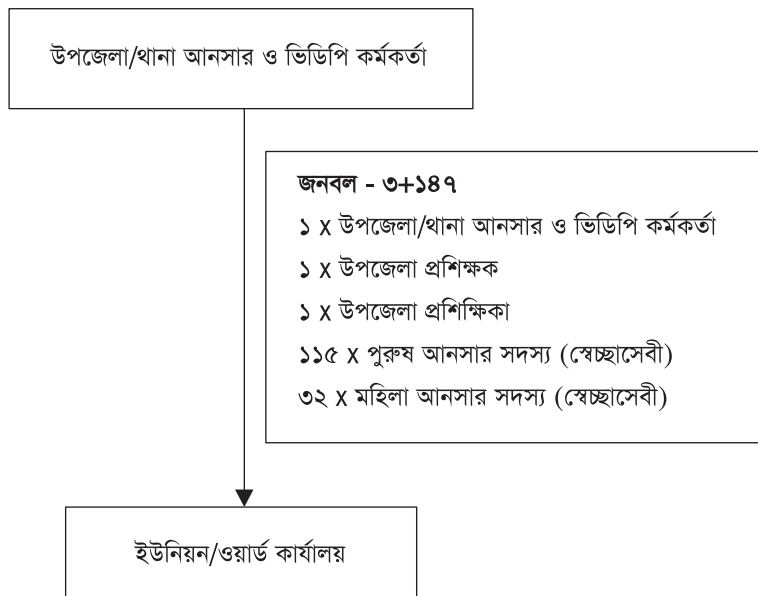 উপজেলা/থানা আনসার ও ভিডিপি কর্মকর্তা
জনবল - ৩+১৪৭
১ x উপজেলা/থানা আনসার ও ভিডিপি কর্মকর্তা
১ x উপজেলা প্রশিক্ষক
১ x উপজেলা প্রশিক্ষিকা
১১৫ x পুরুষ আনসার সদস্য (স্বেচ্ছাসেবী)
৩২ x মহিলা আনসার সদস্য (স্বেচ্ছাসেবী)
ইউনিয়ন/ওয়ার্ড কার্যালয়